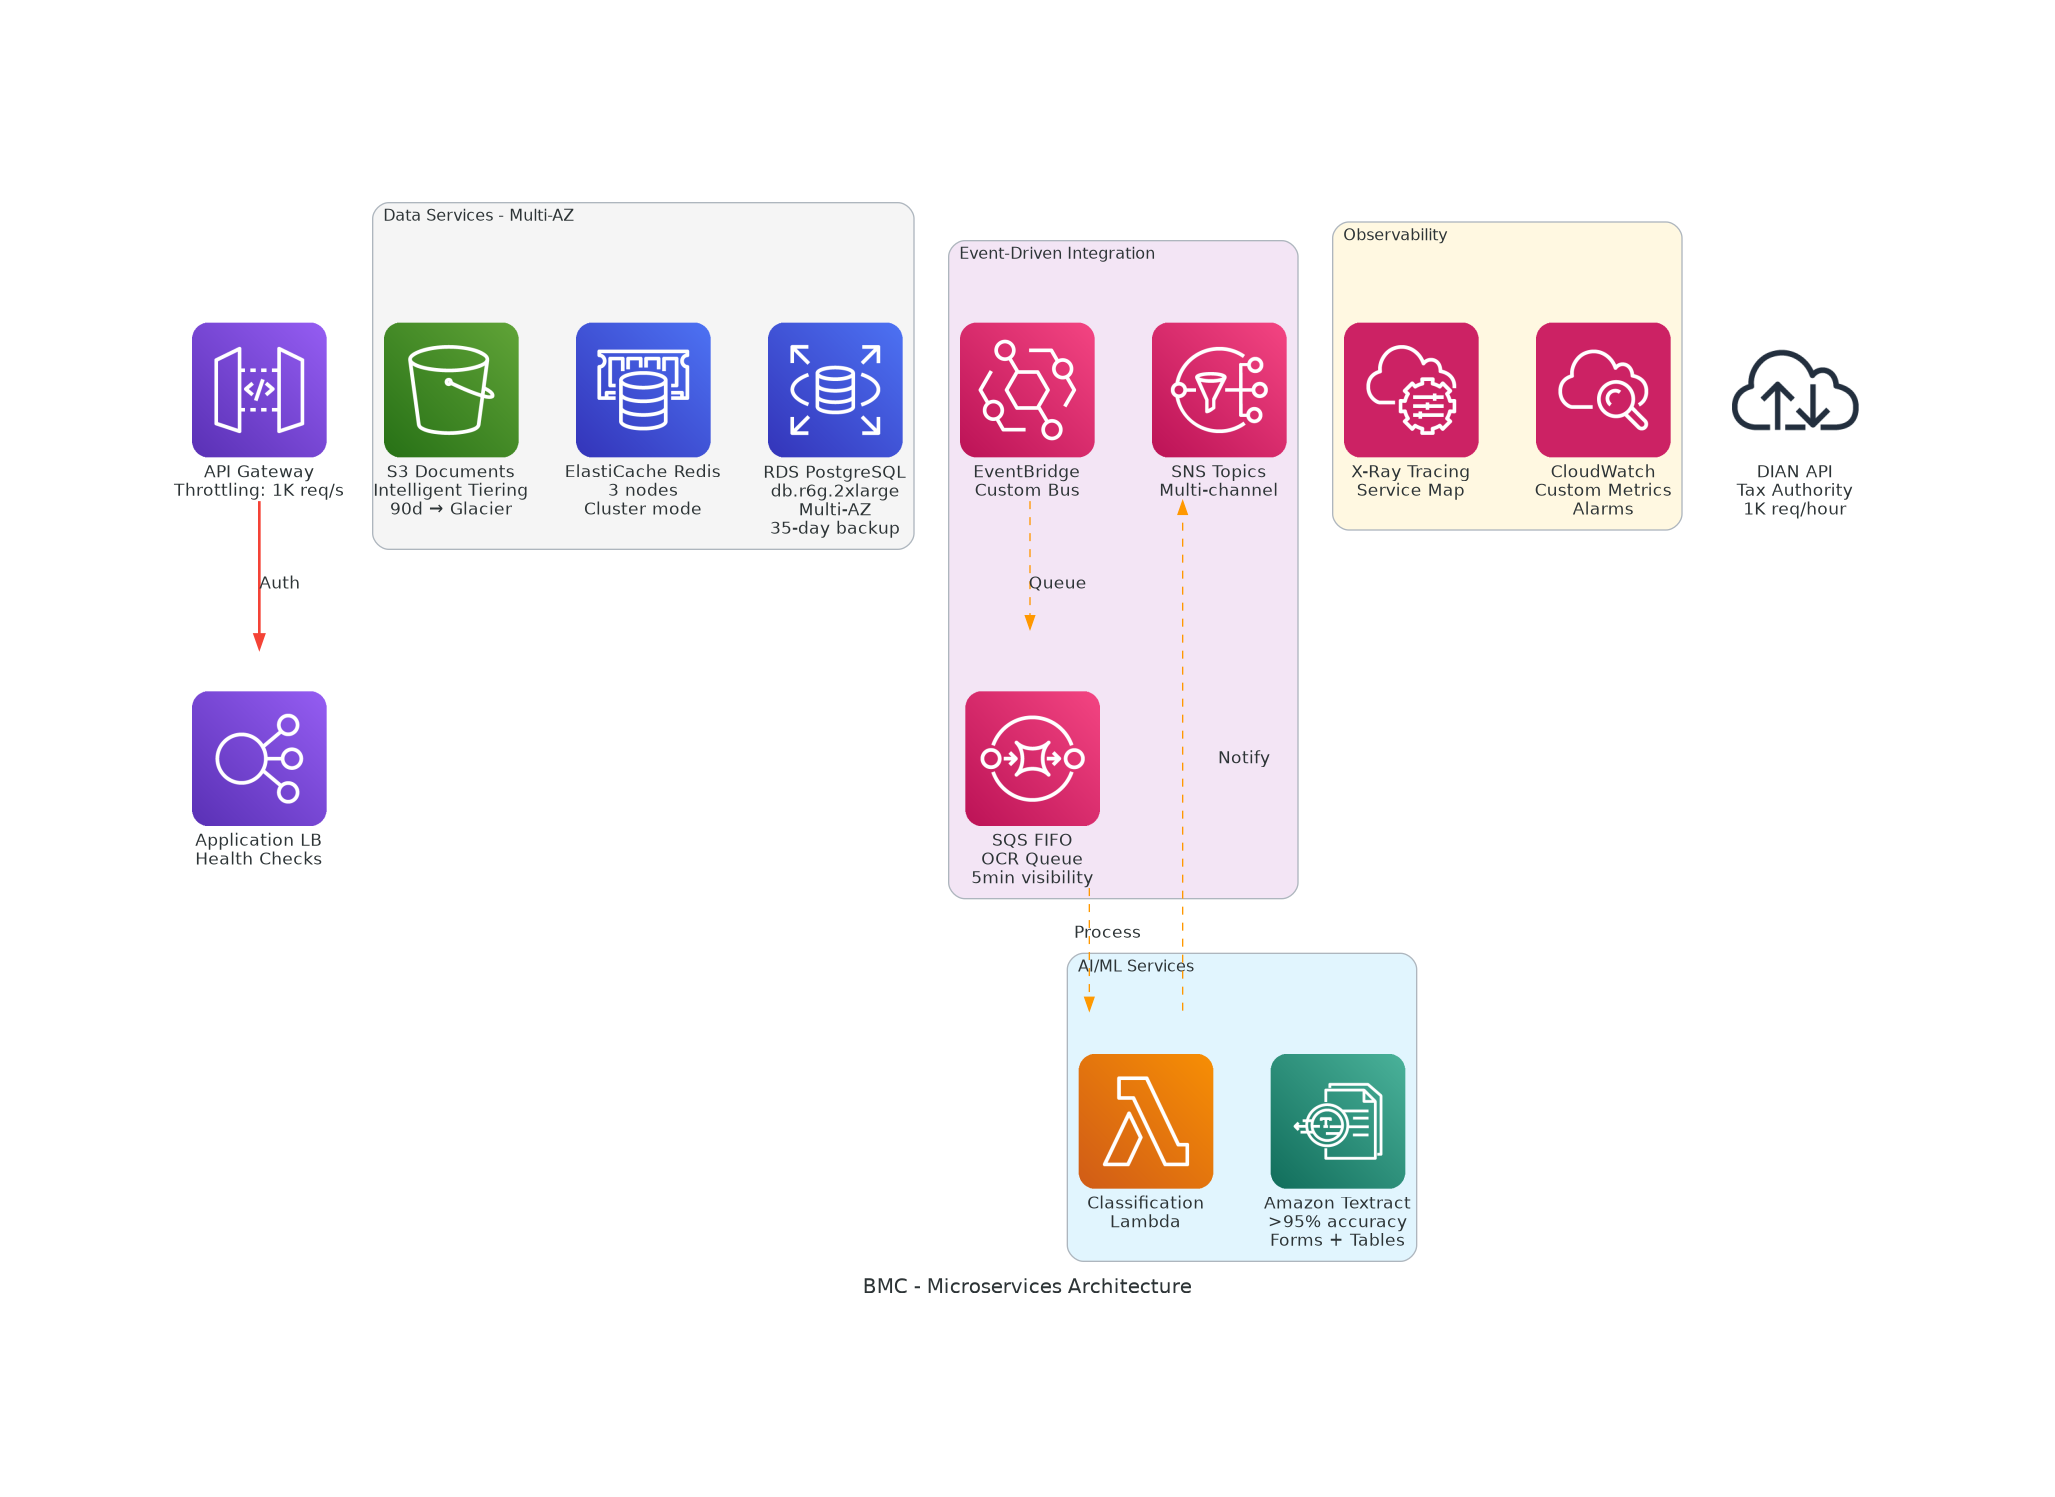 Data Services - Multi-AZ
Observability
Event-Driven Integration
API Gateway
Throttling: 1K req/s
S3 Documents
Intelligent Tiering
90d → Glacier
ElastiCache Redis
3 nodes
Cluster mode
RDS PostgreSQL
db.r6g.2xlarge
Multi-AZ
35-day backup
EventBridge
Custom Bus
SNS Topics
Multi-channel
X-Ray Tracing
Service Map
CloudWatch
Custom Metrics
Alarms
DIAN API
Tax Authority
1K req/hour
Auth
Queue
Notify
Application LB
Health Checks
SQS FIFO
OCR Queue
5min visibility
Process
AI/ML Services
Classification
Lambda
Amazon Textract
>95% accuracy
Forms + Tables
BMC - Microservices Architecture